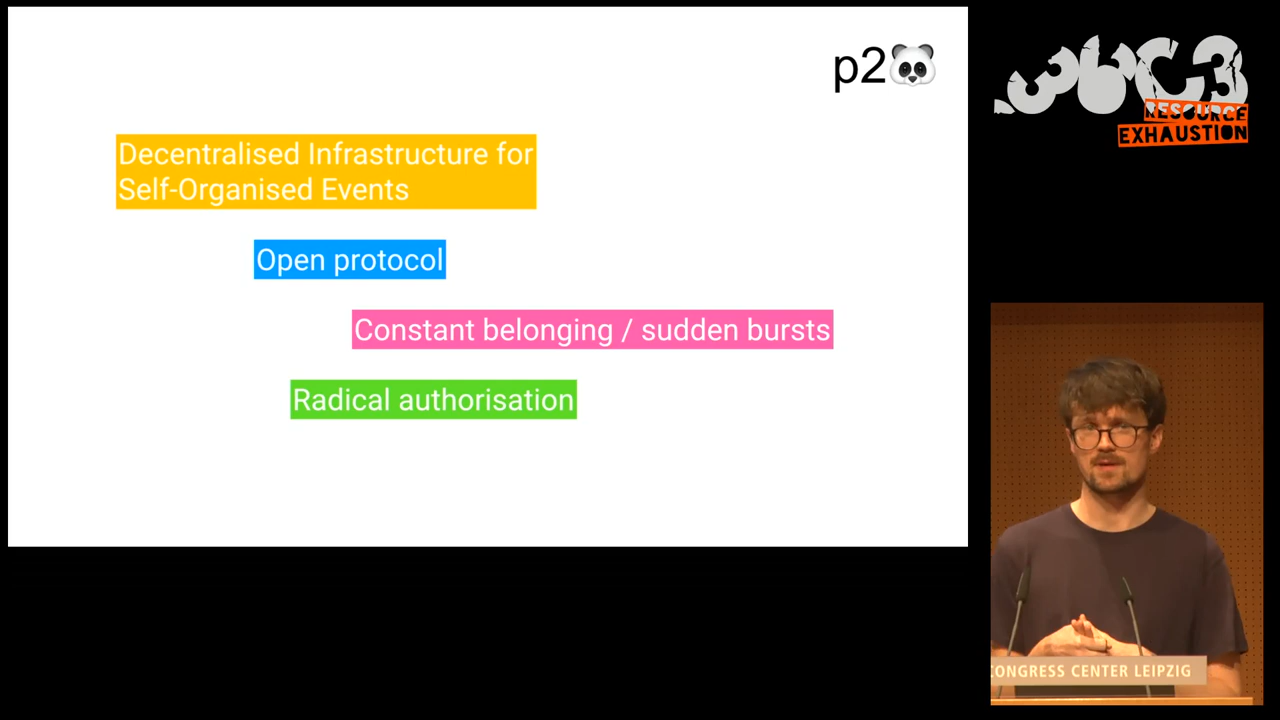 p2🐼
Decentralised Infrastructure for
Self-Organised Events
Open protocol
Constant belonging / sudden bursts
Radical authorisation
36C3
RESOURCE
EXHAUSTION
CONGRESS CENTER LEIPZIG